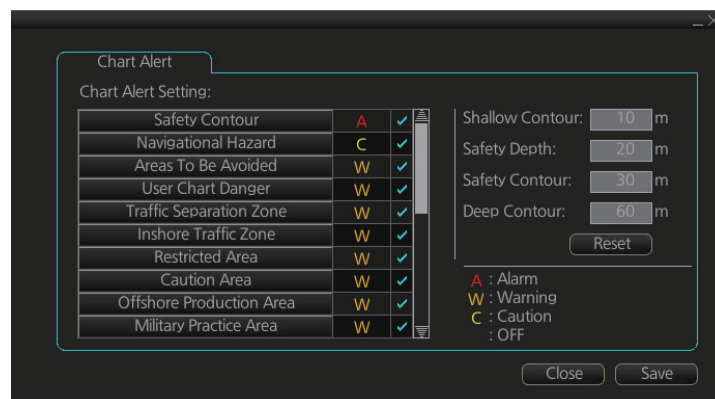 Chart Alert
Chart Alert Setting:
Safety Contour A
Navigational Hazard C
Areas To Be Avoided W
User Chart Danger W
Traffic Separation Zone W
Inshore Traffic Zone W
Restricted Area W
Caution Area W
Offshore Production Area W
Military Practice Area W
Shallow Contour: 10 m
Safety Depth: 20 m
Safety Contour: 30 m
Deep Contour: 60 m
Reset
A : Alarm
W : Warning
C : Caution
: OFF
Close Save